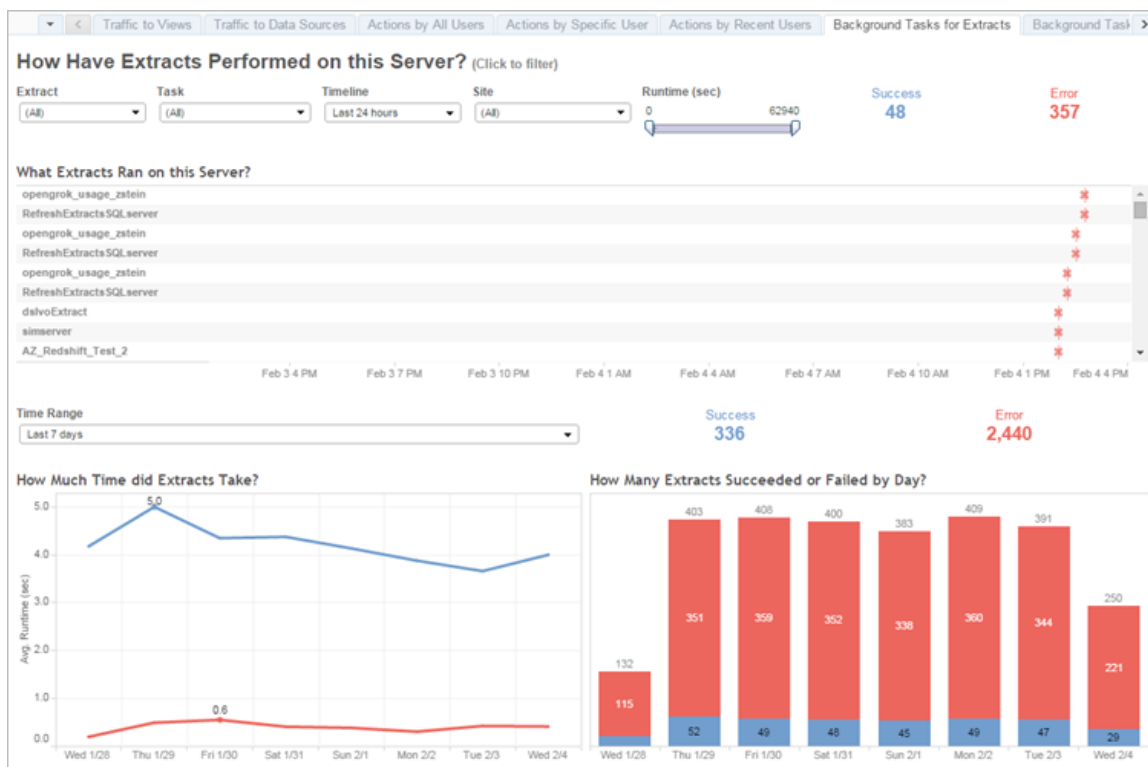 Traffic to Views Traffic to Data Sources Actions by All Users Actions by Specific User Actions by Recent Users Background Tasks for Extracts Background Task
How Have Extracts Performed on this Server? (Click to filter)
Extract Task Timeline Site Runtime (sec) Success Error
(All) (All) Last 24 hours (All) 0 62940 48 357
What Extracts Ran on this Server?
opengrok_usage_zstein
RefreshExtractsSQLserver
opengrok_usage_zstein
RefreshExtractsSQLserver
opengrok_usage_zstein
RefreshExtractsSQLserver
dslvoExtract
simserver
AZ_Redshift_Test_2
Feb 3 4 PM Feb 3 7 PM Feb 3 10 PM Feb 4 1 AM Feb 4 4 AM Feb 4 7 AM Feb 4 10 AM Feb 4 1 PM Feb 4 4 PM
Time Range Success Error
Last 7 days 336 2,440
How Much Time did Extracts Take?
5.0
5.0
4.0
3.0
2.0
1.0
0.6
0.0
Avg. Runtime (sec)
Wed 1/28 Thu 1/29 Fri 1/30 Sat 1/31 Sun 2/1 Mon 2/2 Tue 2/3 Wed 2/4
How Many Extracts Succeeded or Failed by Day?
132 403 408 400 383 409 391 250
115 351 359 352 338 360 344 221
52 49 48 45 49 47 29
Wed 1/28 Thu 1/29 Fri 1/30 Sat 1/31 Sun 2/1 Mon 2/2 Tue 2/3 Wed 2/4